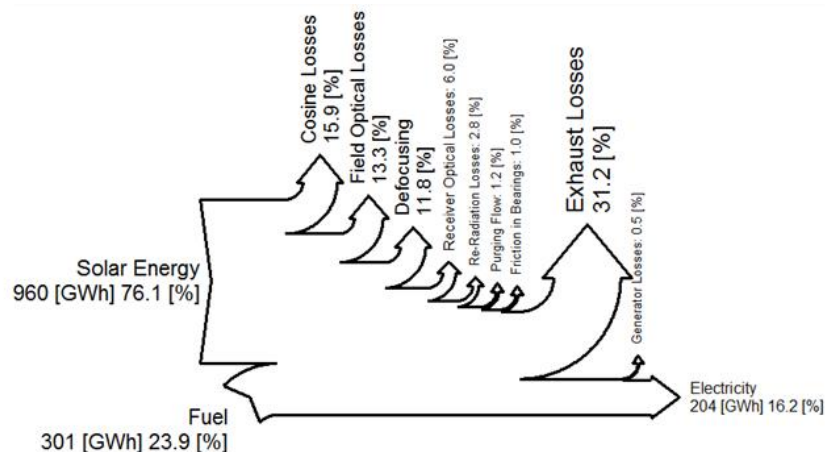 Cosine Losses
15.9 [%]
Field Optical Losses
13.3 [%]
Defocusing
11.8 [%]
Receiver Optical Losses: 6.0 [%]
Re-Radiation Losses: 2.8 [%]
Purging Flow: 1.2 [%]
Friction in Bearings: 1.0 [%]
Exhaust Losses
31.2 [%]
Generator Losses: 0.5 [%]
Solar Energy
960 [GWh] 76.1 [%]
Fuel
301 [GWh] 23.9 [%]
Electricity
204 [GWh] 16.2 [%]